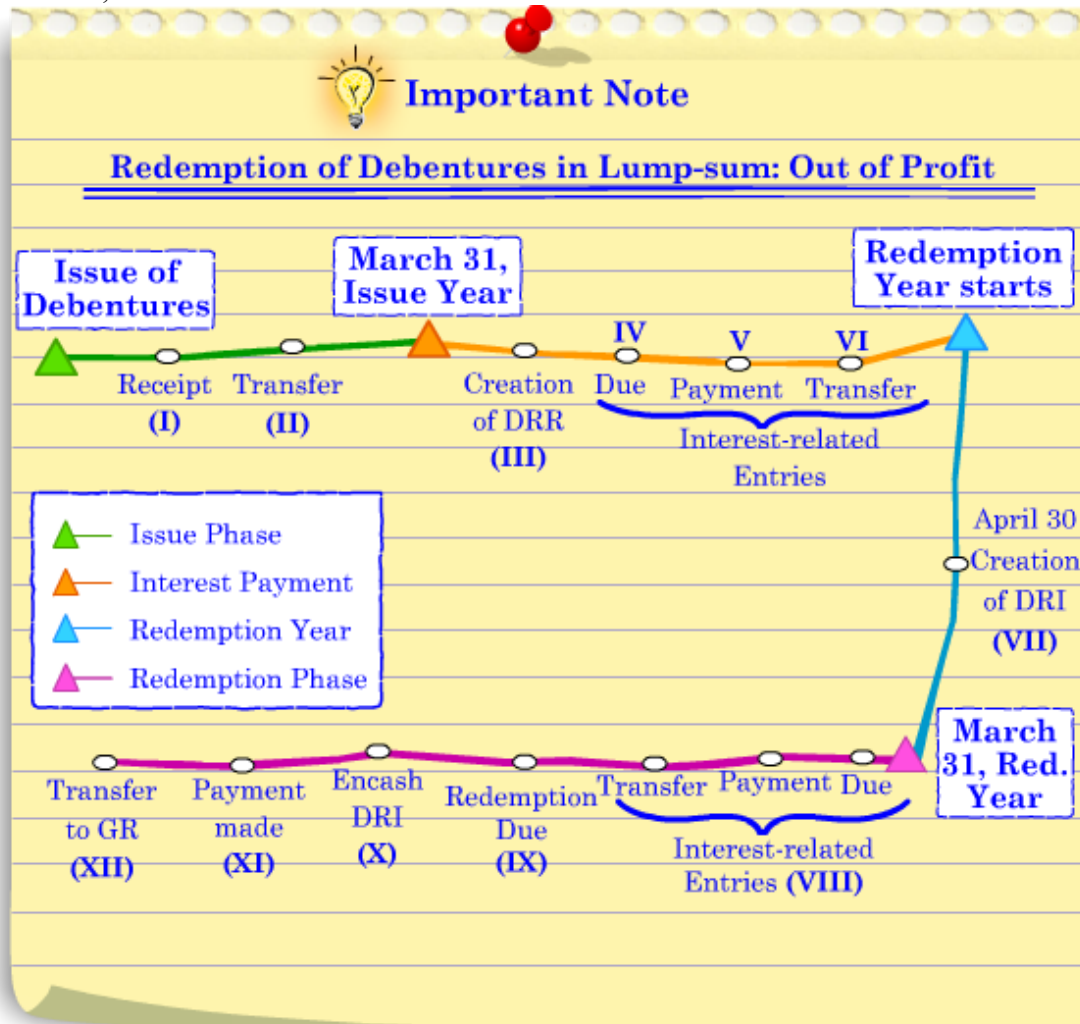 Important Note
Redemption of Debentures in Lump-sum: Out of Profit
Issue of
Debentures
March 31,
Issue Year
Redemption
Year starts
Receipt
(I)
Transfer
(II)
Creation
of DRR
(III)
IV
Due
V
Payment
VI
Transfer
Interest-related
Entries
April 30
Creation
of DRI
(VII)
Issue Phase
Interest Payment
Redemption Year
Redemption Phase
March
31, Red.
Year
Transfer
to GR
(XII)
Payment
made
(XI)
Encash
DRI
(X)
Redemption
Due
(IX)
Transfer
Payment
Due
Interest-related
Entries (VIII)